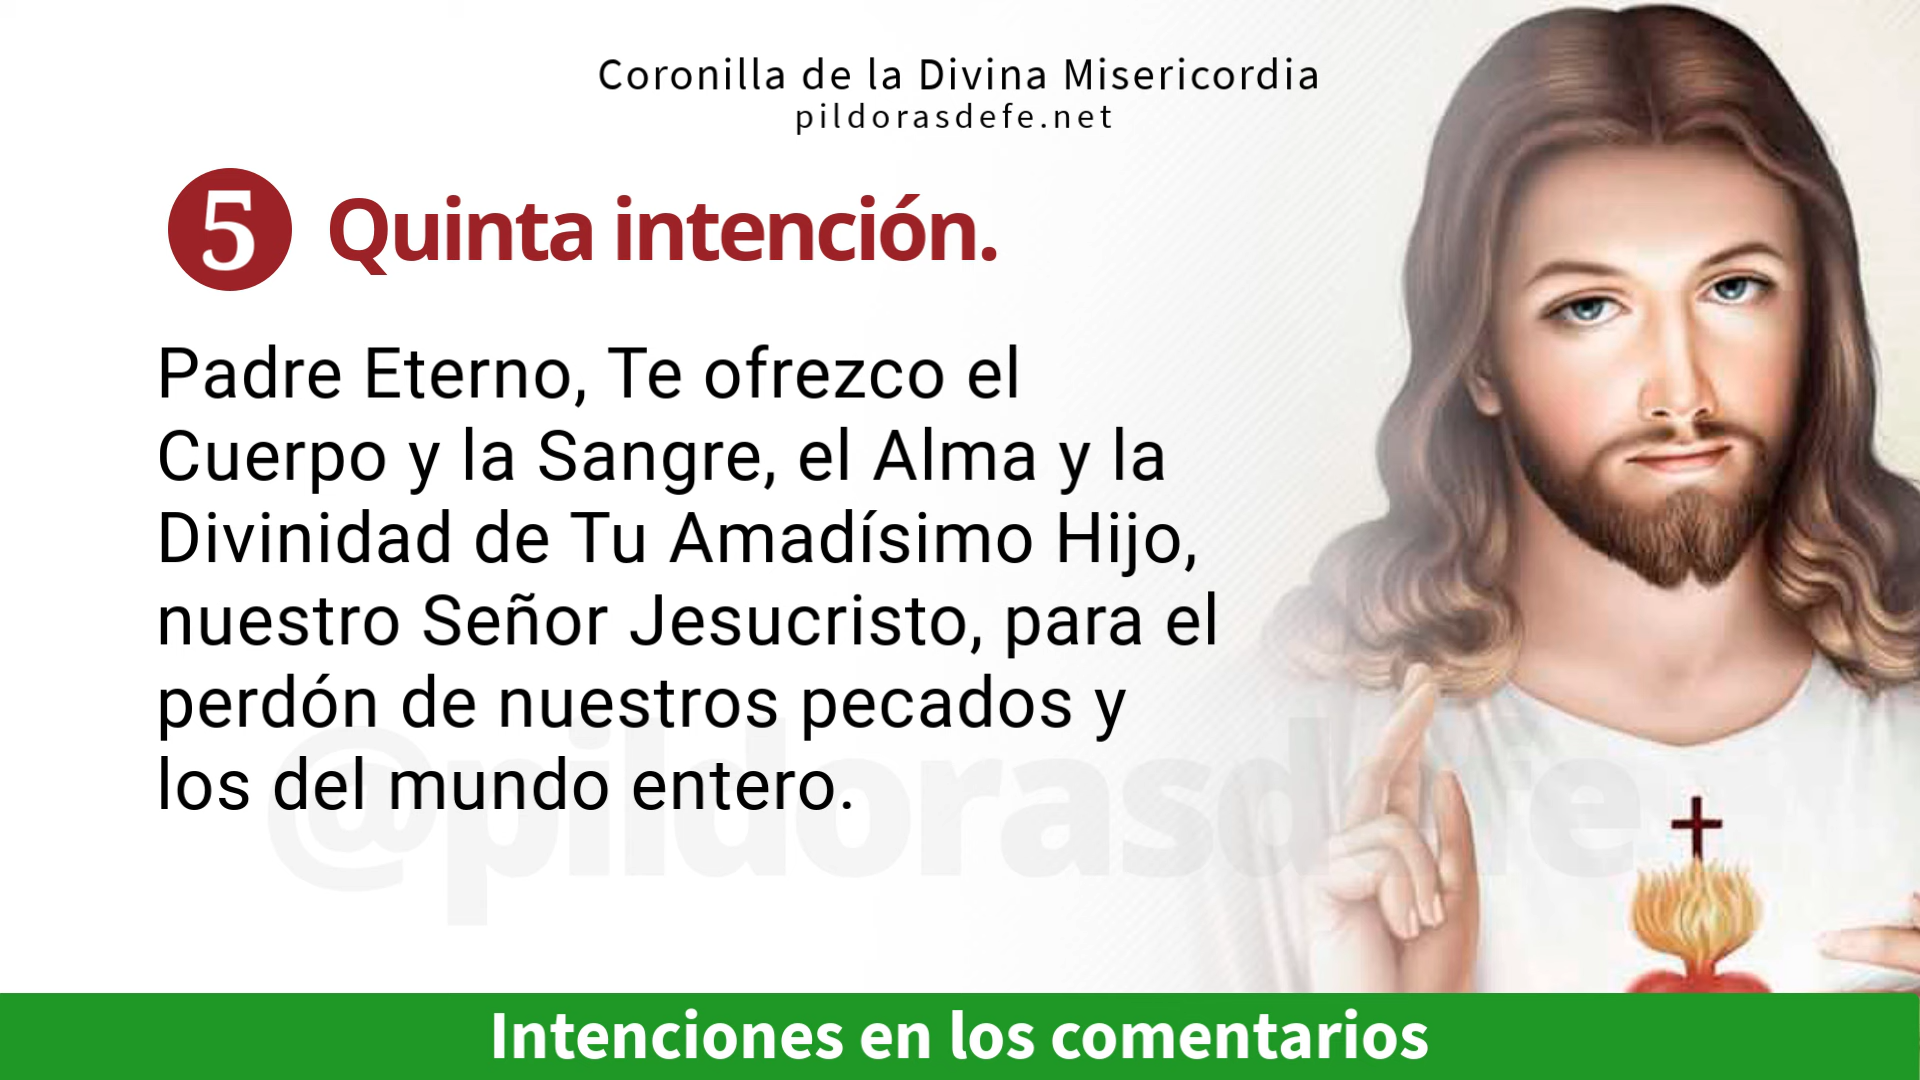 Coronilla de la Divina Misericordia
pildorasdefe.net
5 Quinta intención.
Padre Eterno, Te ofrezco el
Cuerpo y la Sangre, el Alma y la
Divinidad de Tu Amadísimo Hijo,
nuestro Señor Jesucristo, para el
perdón de nuestros pecados y
los del mundo entero.
@pildorasdefe
Intenciones en los comentarios